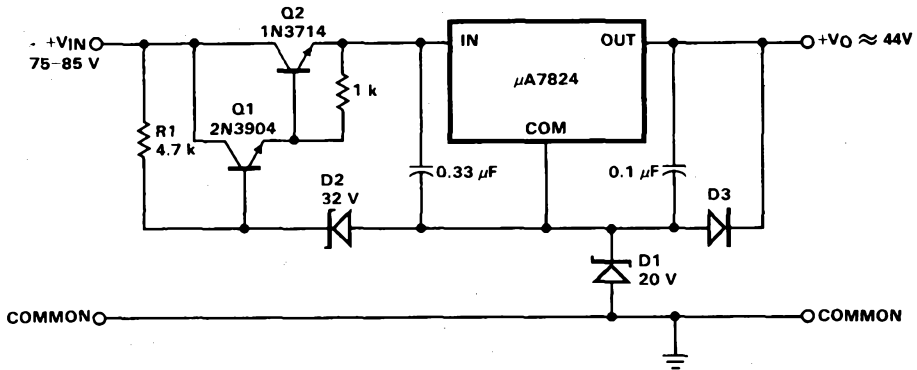 Q2
1N3714
+VIN
75–85 V
IN
OUT
+VO ≈ 44V
μA7824
1 k
Q1
2N3904
R1
4.7 k
COM
D2
32 V
0.33 μF
0.1 μF
D3
D1
20 V
COMMON
COMMON